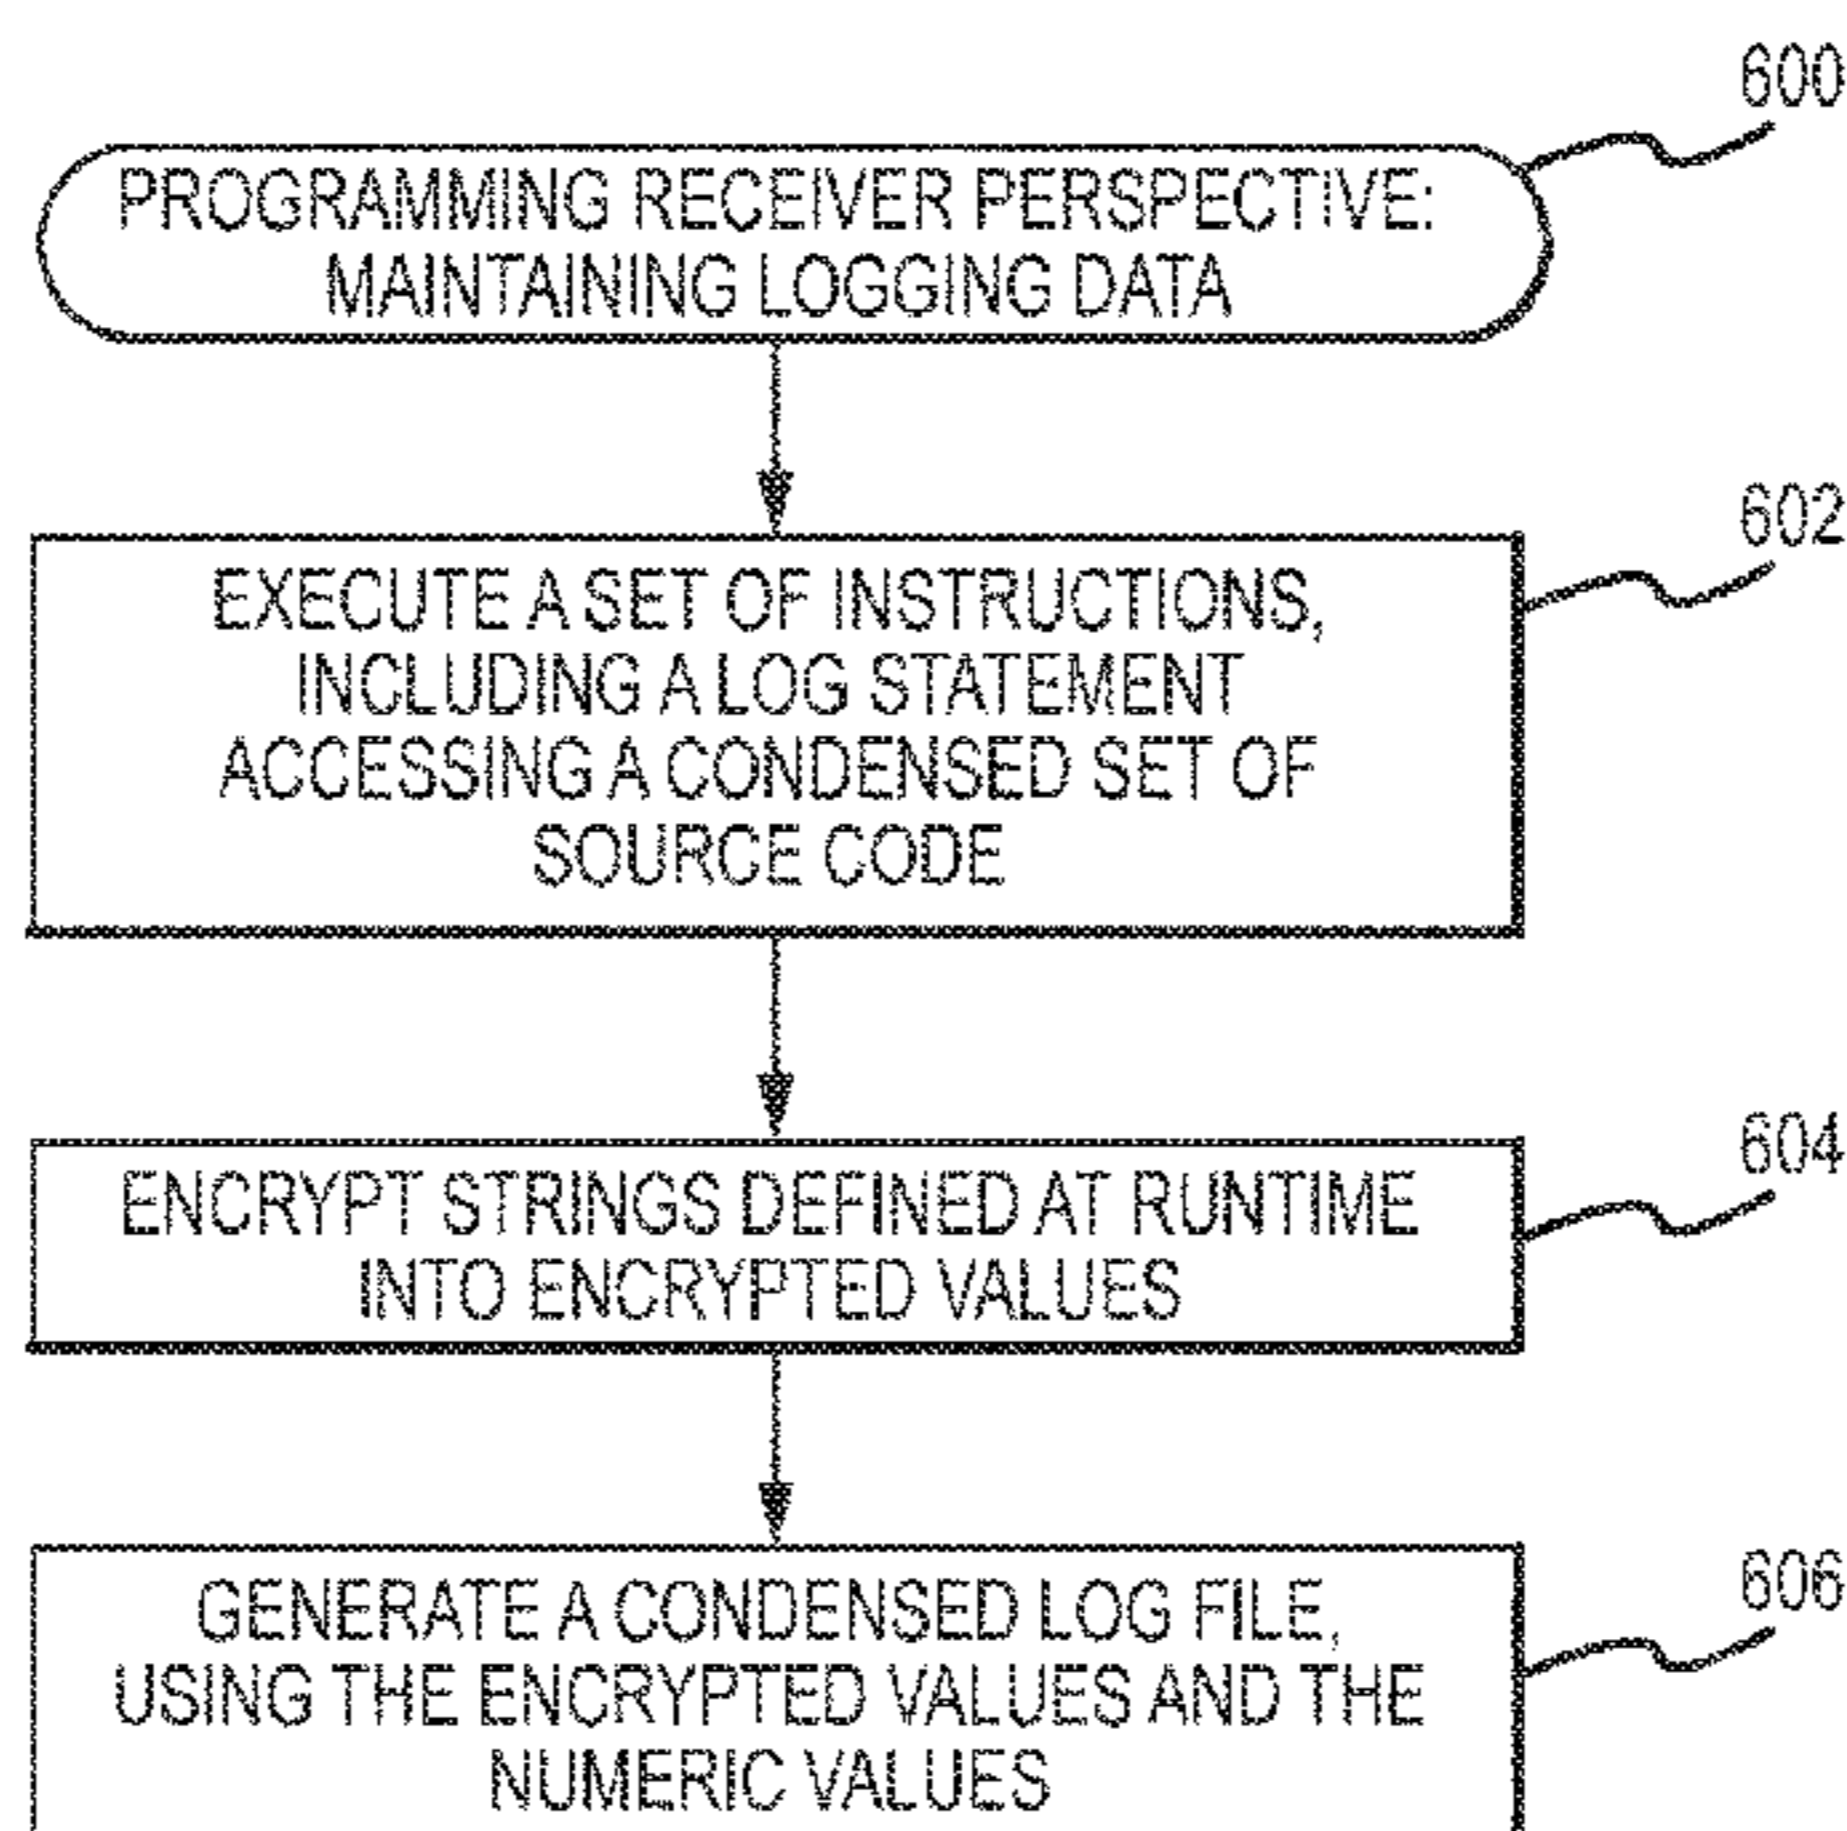 600
PROGRAMMING RECEIVER PERSPECTIVE:
MAINTAINING LOGGING DATA
602
EXECUTE A SET OF INSTRUCTIONS,
INCLUDING A LOG STATEMENT
ACCESSING A CONDENSED SET OF
SOURCE CODE
604
ENCRYPT STRINGS DEFINED AT RUNTIME
INTO ENCRYPTED VALUES
606
GENERATE A CONDENSED LOG FILE,
USING THE ENCRYPTED VALUES AND THE
NUMERIC VALUES